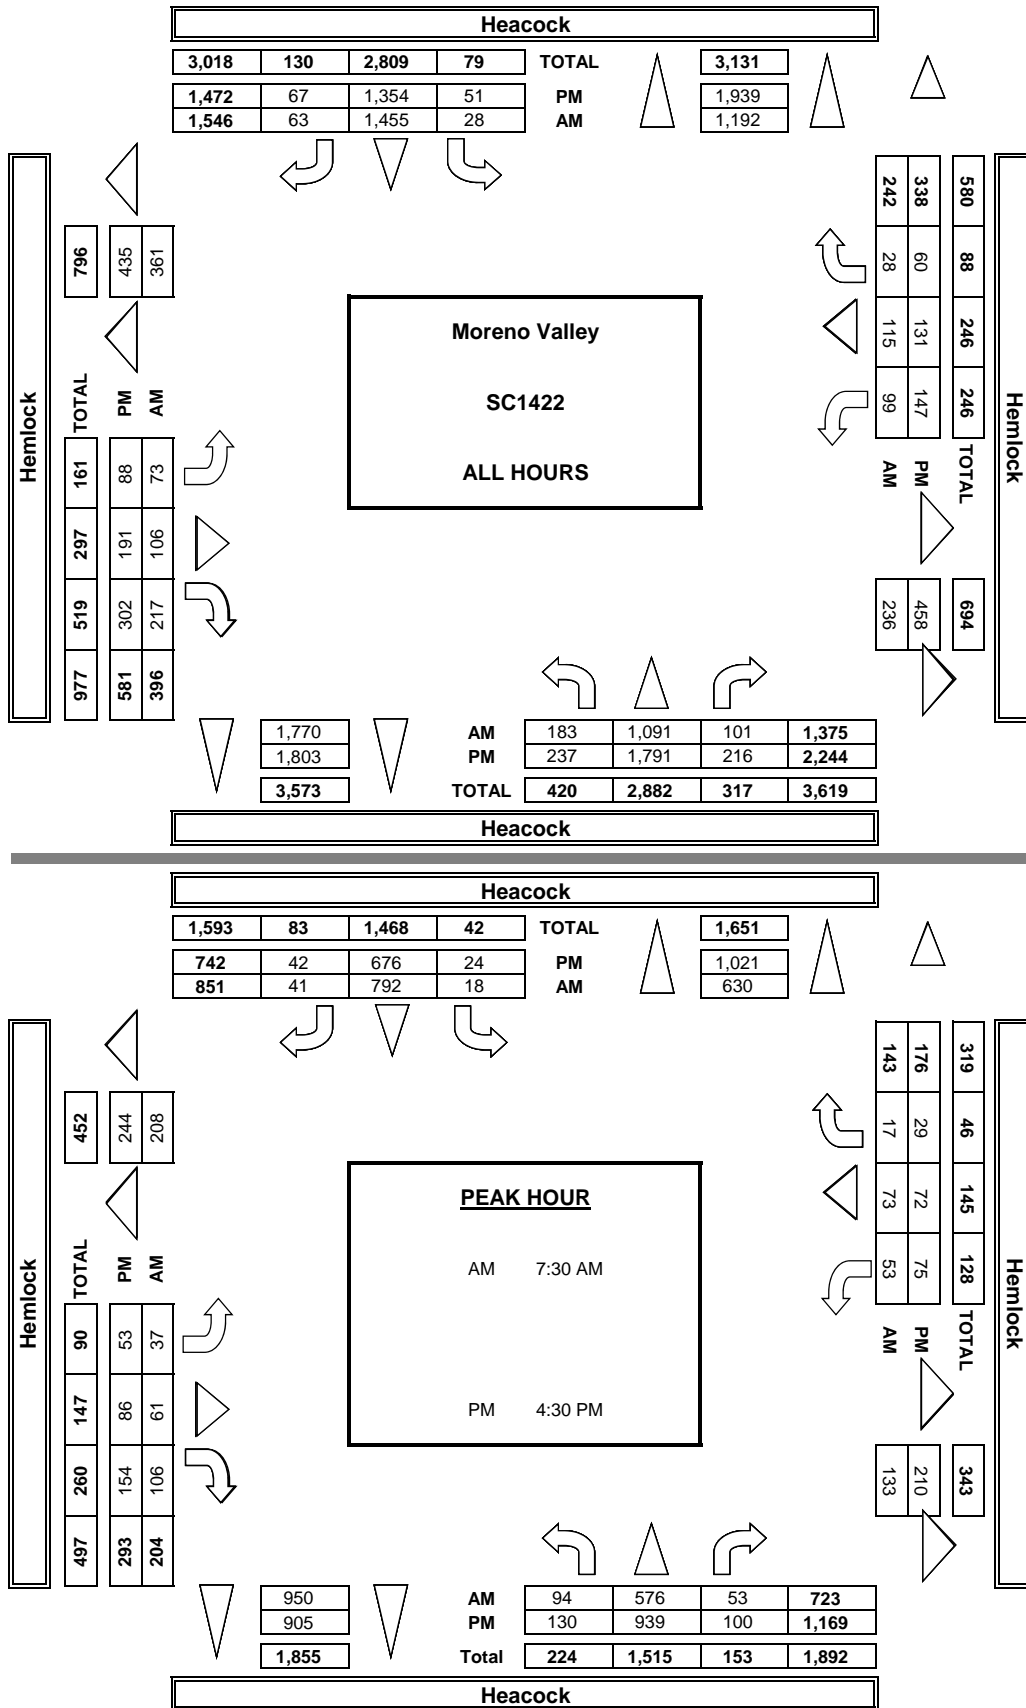 Heacock
3,018 130 2,809 79 TOTAL 3,131
1,472 67 1,354 51 PM 1,939
1,546 63 1,455 28 AM 1,192
Hemlock
796
435
361
TOTAL 161 297 519 977
PM 88 191 302 581
AM 73 106 217 396
Moreno Valley
SC1422
ALL HOURS
580 88 246 246 TOTAL
338 60 131 147 PM
242 28 115 99 AM
694
458
236
Hemlock
1,770 AM 183 1,091 101 1,375
1,803 PM 237 1,791 216 2,244
3,573 TOTAL 420 2,882 317 3,619
Heacock
Heacock
1,593 83 1,468 42 TOTAL 1,651
742 42 676 24 PM 1,021
851 41 792 18 AM 630
Hemlock
452
244
208
TOTAL 90 147 260 497
PM 53 86 154 293
AM 37 61 106 204
PEAK HOUR
AM 7:30 AM
PM 4:30 PM
319 46 145 128 TOTAL
176 29 72 75 PM
143 17 73 53 AM
343
210
133
Hemlock
950 AM 94 576 53 723
905 PM 130 939 100 1,169
1,855 Total 224 1,515 153 1,892
Heacock